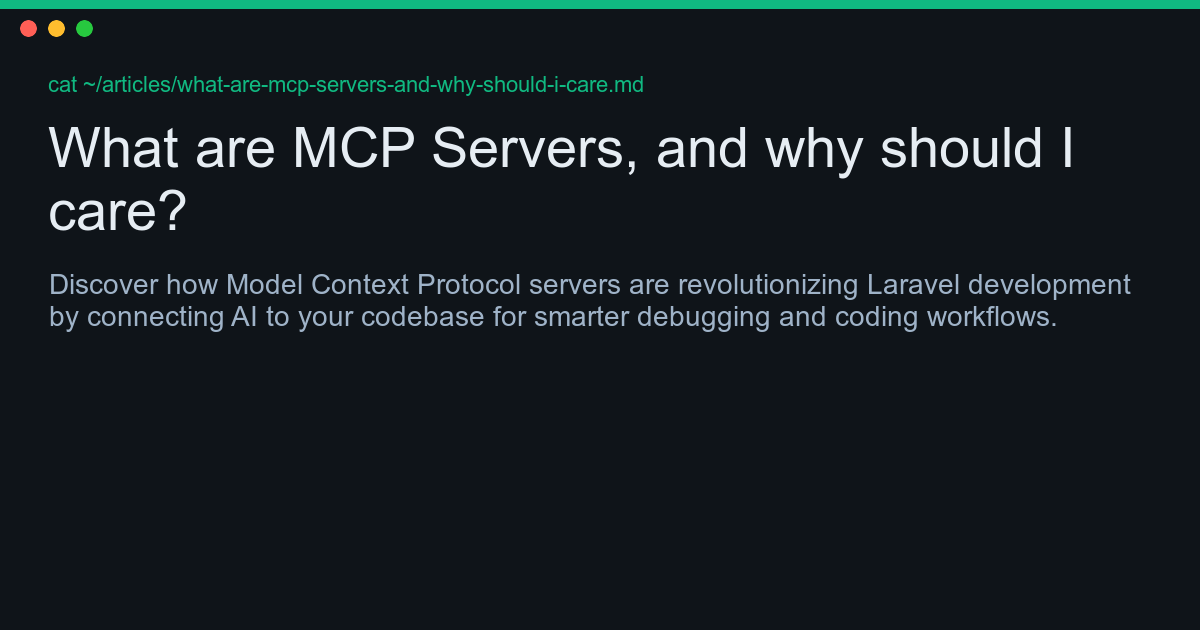 cat ~/articles/what-are-mcp-servers-and-why-should-i-care.md
What are MCP Servers, and why should I
care?
Discover how Model Context Protocol servers are revolutionizing Laravel development
by connecting AI to your codebase for smarter debugging and coding workflows.